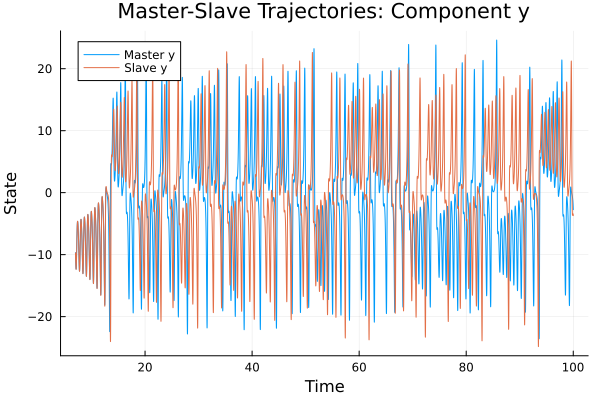 Master-Slave Trajectories: Component y
Master y
Slave y
20
10
0
−10
−20
State
20
40
60
80
100
Time